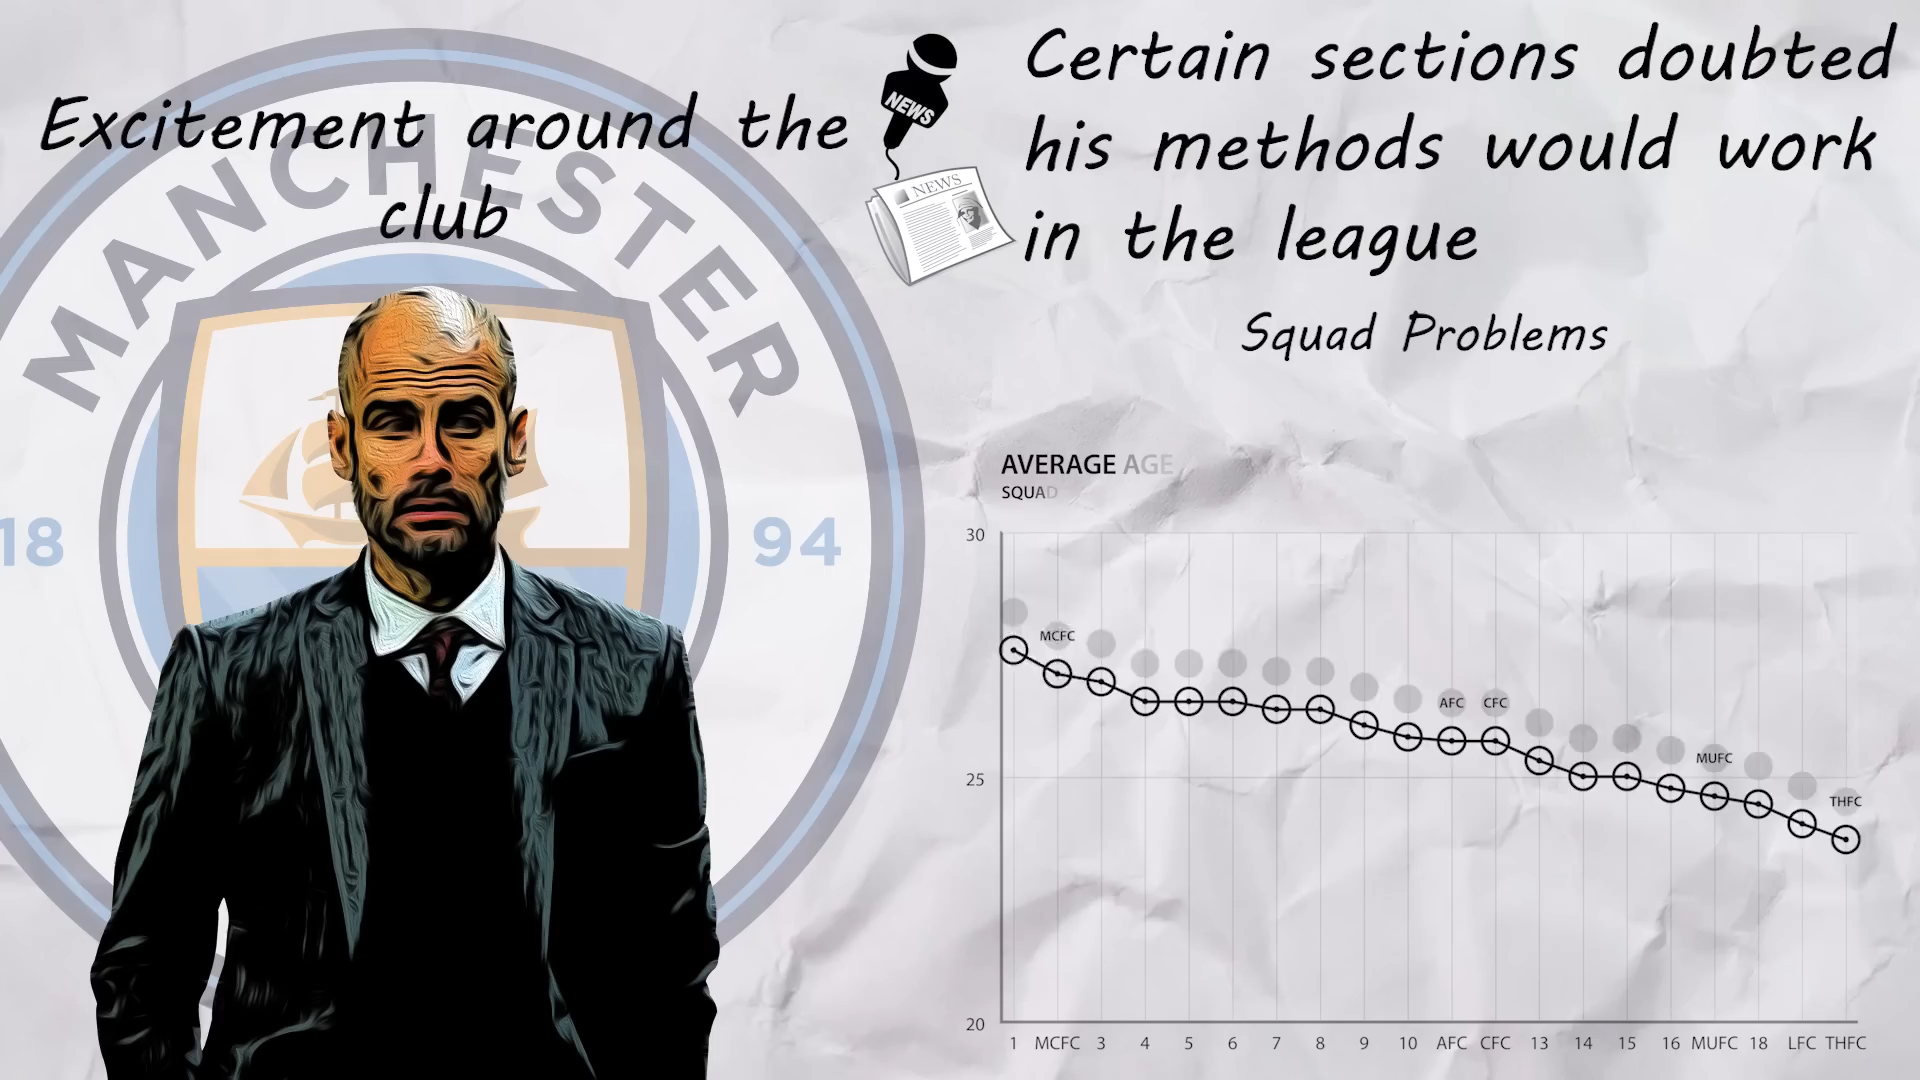 Excitement around the
club
NEWS
NEWS
Certain sections doubted
his methods would work
in the league
Squad Problems
MANCHESTER
18 94
AVERAGE AGE
SQUAD
30
25
20
MCFC
AFC CFC
MUFC
THFC
1 MCFC 3 4 5 6 7 8 9 10 AFC CFC 13 14 15 16 MUFC 18 LFC THFC